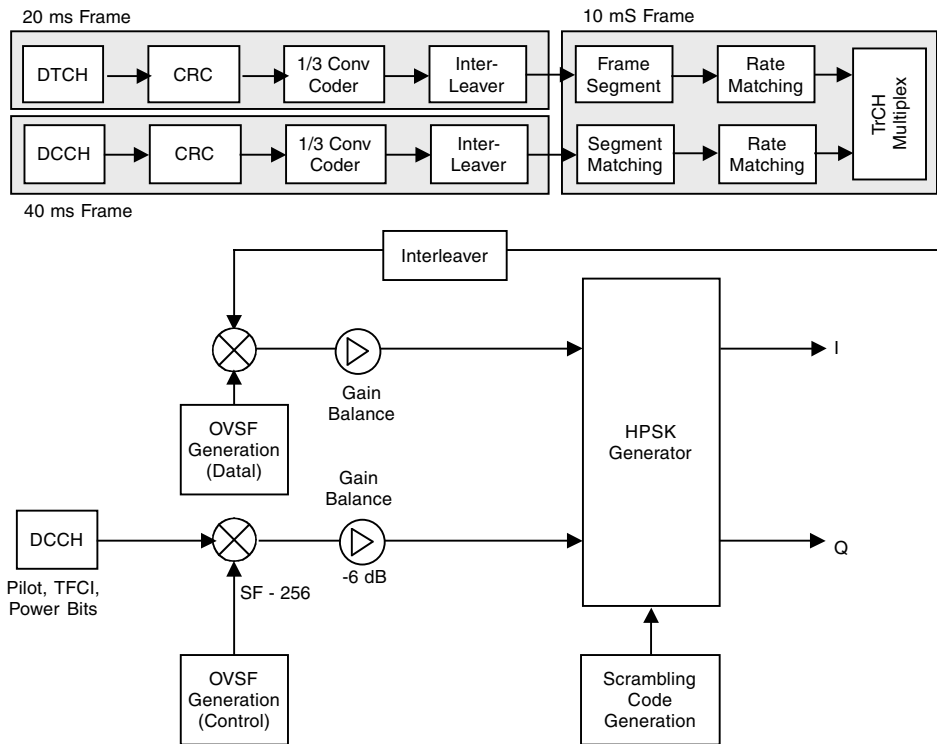 20 ms Frame
10 mS Frame
DTCH
CRC
1/3 Conv
Coder
Inter-
Leaver
Frame
Segment
Rate
Matching
TrCH
Multiplex
DCCH
CRC
1/3 Conv
Coder
Inter-
Leaver
Segment
Matching
Rate
Matching
40 ms Frame
Interleaver
I
Gain
Balance
OVSF
Generation
(Datal)
HPSK
Generator
Gain
Balance
DCCH
Q
-6 dB
Pilot, TFCI,
Power Bits
SF - 256
OVSF
Generation
(Control)
Scrambling
Code
Generation